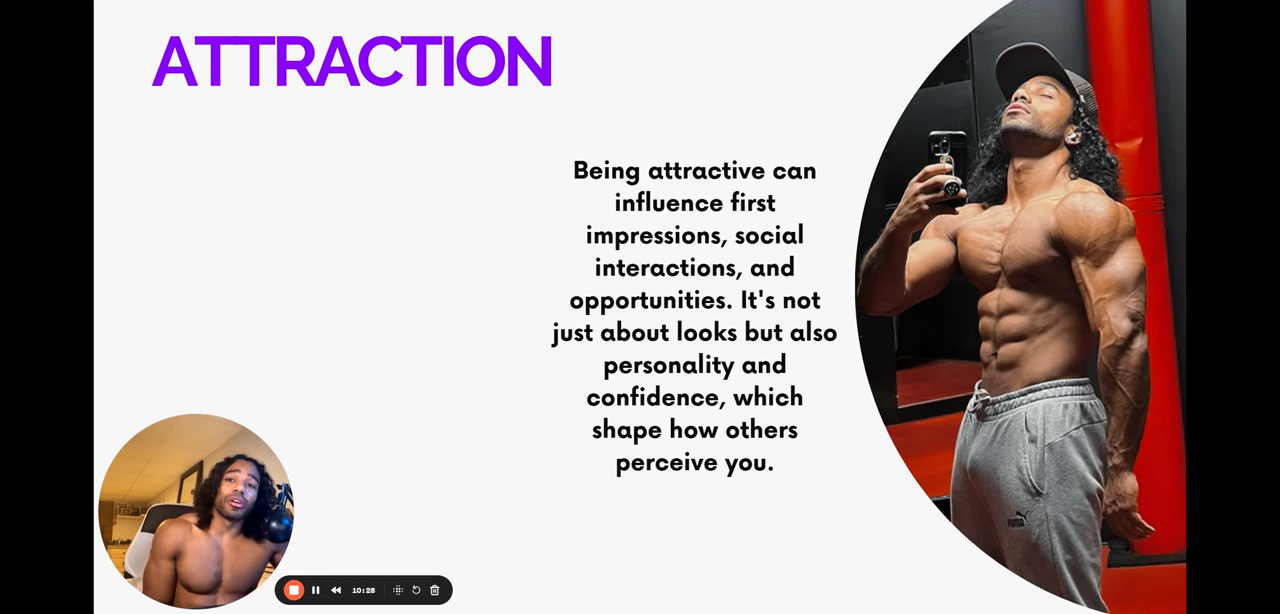 ATTRACTION
Being attractive can
influence first
impressions, social
interactions, and
opportunities. It's not
just about looks but also
personality and
confidence, which
shape how others
perceive you.
PUMA
10:28